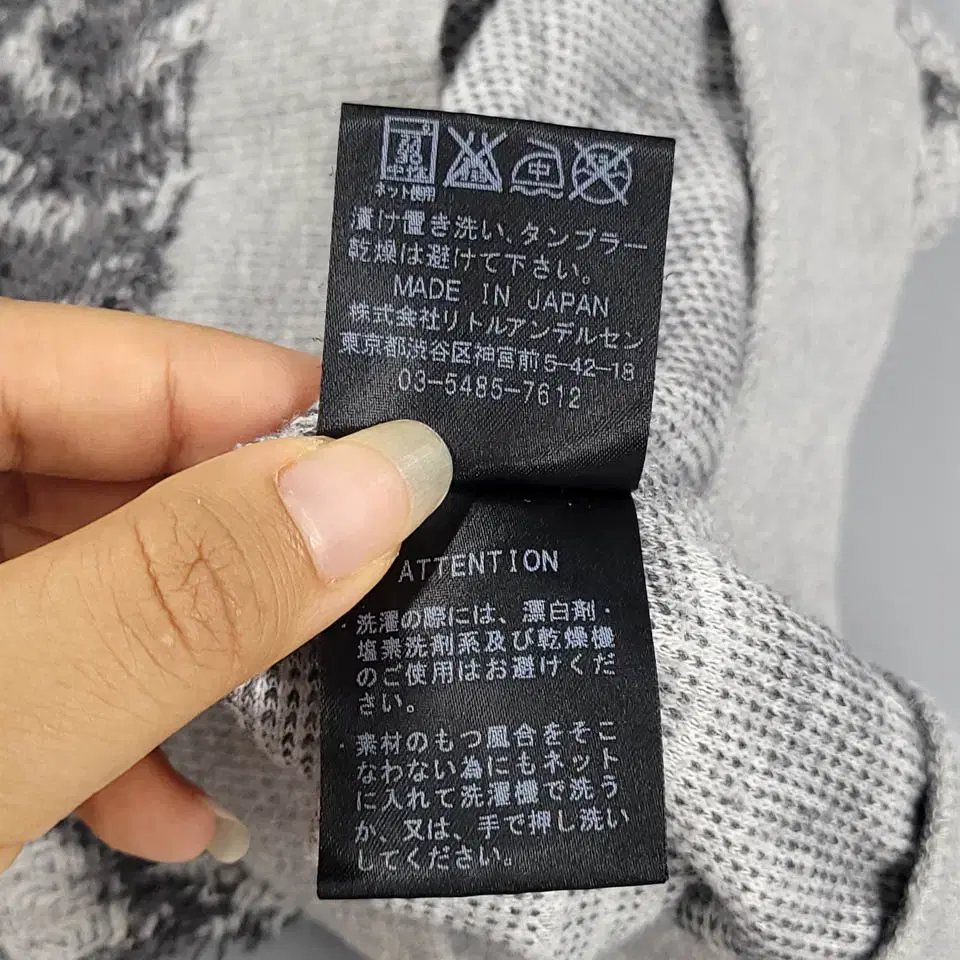 中性
ネット使用
中
漬け置き洗い、タンブラー
乾燥は避けて下さい。
MADE IN JAPAN
株式会社リトルアンデルセン
東京都渋谷区神宮前5-42-18
03-5485-7612
ATTENTION
・洗濯の際には、漂白剤・
塩素洗剤系及び乾燥機
のご使用はお避けくだ
さい。
・素材のもつ風合をそこ
なわない為にもネット
に入れて洗濯機で洗う
か、又は、手で押し洗い
してください。